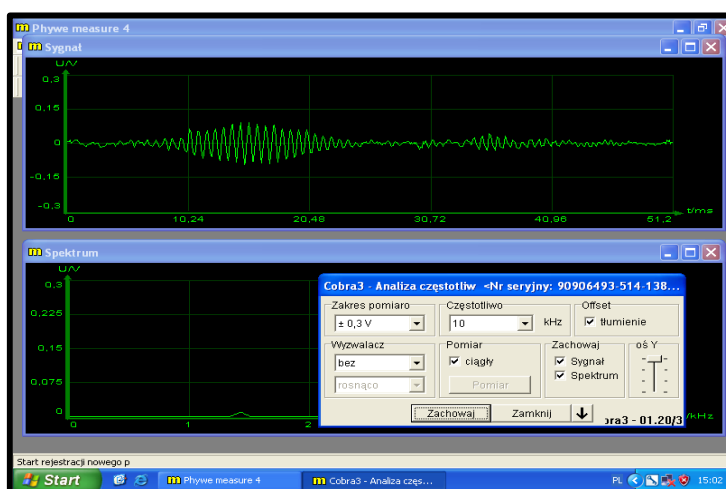 m Phywe measure 4
m Sygnał
U/V
0,3
0,15
0
-0,15
-0,3
0 10,24 20,48 30,72 40,96 51,2
t/ms
m Spektrum
U/V
0,3
0,225
0,15
0,075
0
0 1 2
/kHz
Cobra3 - Analiza częstotliw <Nr seryjny: 90906493-514-138...
Zakres pomiaro Częstotliwo Offset
± 0,3 V 10 kHz tłumienie
Wyzwalacz Pomiar Zachowaj oś Y
bez ciągły Sygnał
rosnąco Pomiar Spektrum
Zachowaj Zamknij
ora3 - 01.20/3
Start rejestracji nowego p
Start m Phywe measure 4 m Cobra3 - Analiza częs... PL 15:02